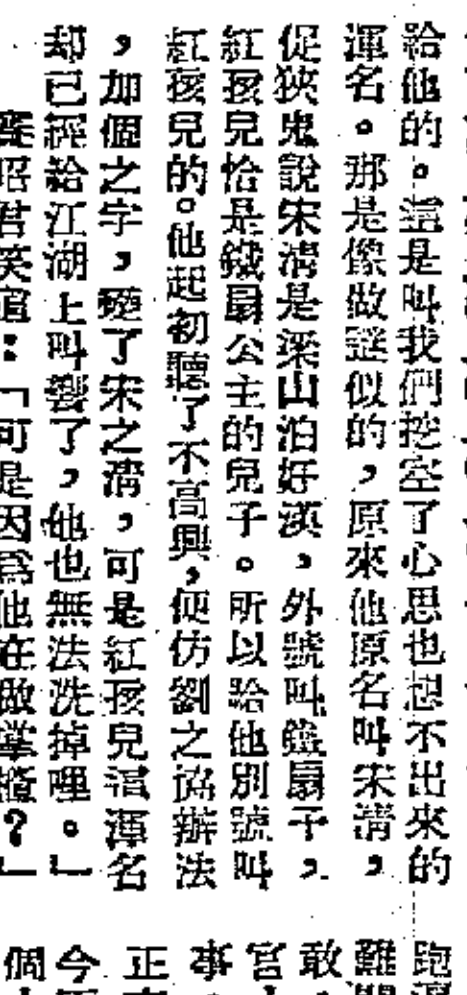 給他的。這是叫我們挖空了心思也想不出來的
渾名。那是像做謎似的,原來他原名叫宋清,
促狹鬼說宋清是梁山泊好漢,外號叫鐵扇子,
紅孩兒恰是鐵扇公主的兒子。所以給他別號叫
紅孩兒的。他起初聽了不高興,便仿劉之協辦法
,加個之字,變了宋之清,可是紅孩兒這渾名
却已經給江湖上叫響了,他也無法洗掉哩。」
昭君笑道:「可是因爲他在做掌櫃?」
跑
難
敢
官
事
正
今
個